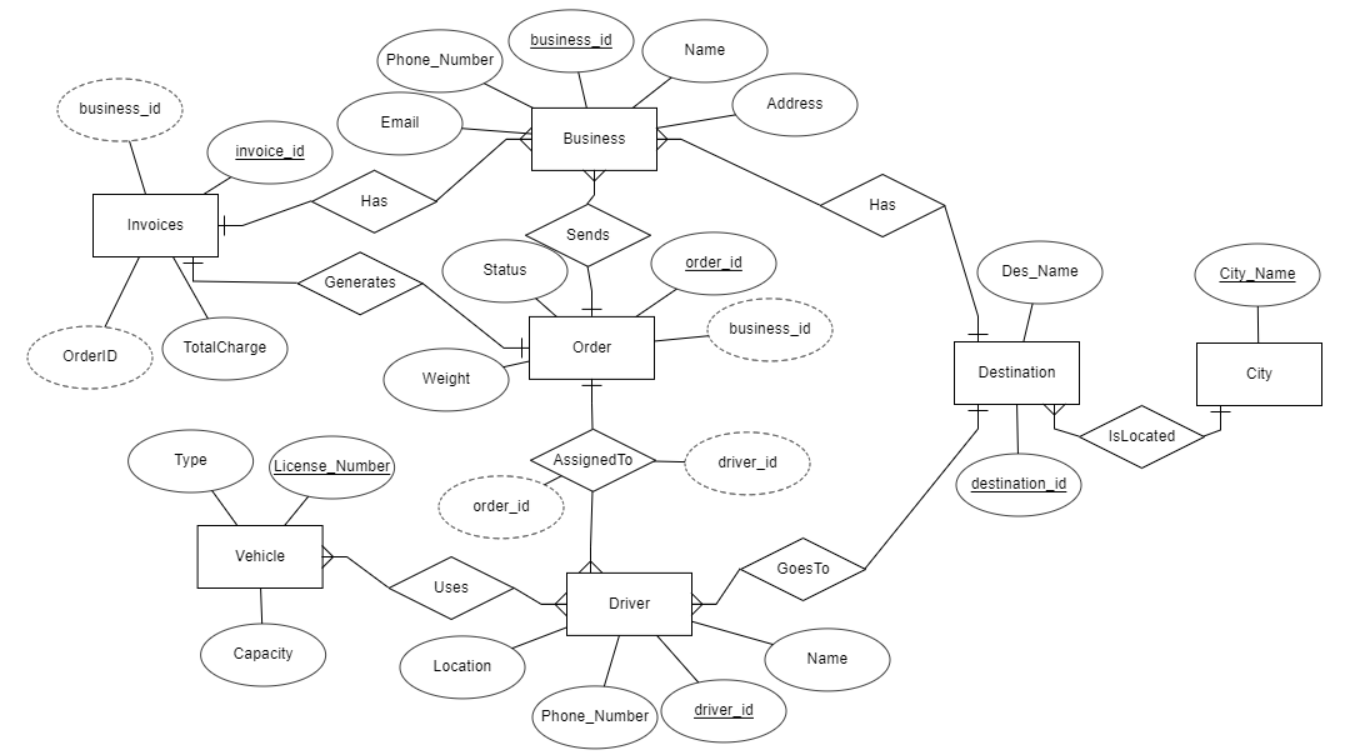 business_id
Name
Phone_Number
Address
business_id
Email
Business
invoice_id
Has
Has
Invoices
Sends
Status
order_id
Des_Name
City_Name
Generates
business_id
OrderID
TotalCharge
Order
Destination
City
Weight
IsLocated
Type
License_Number
AssignedTo
driver_id
order_id
destination_id
Vehicle
GoesTo
Uses
Driver
Capacity
Location
Name
Phone_Number
driver_id